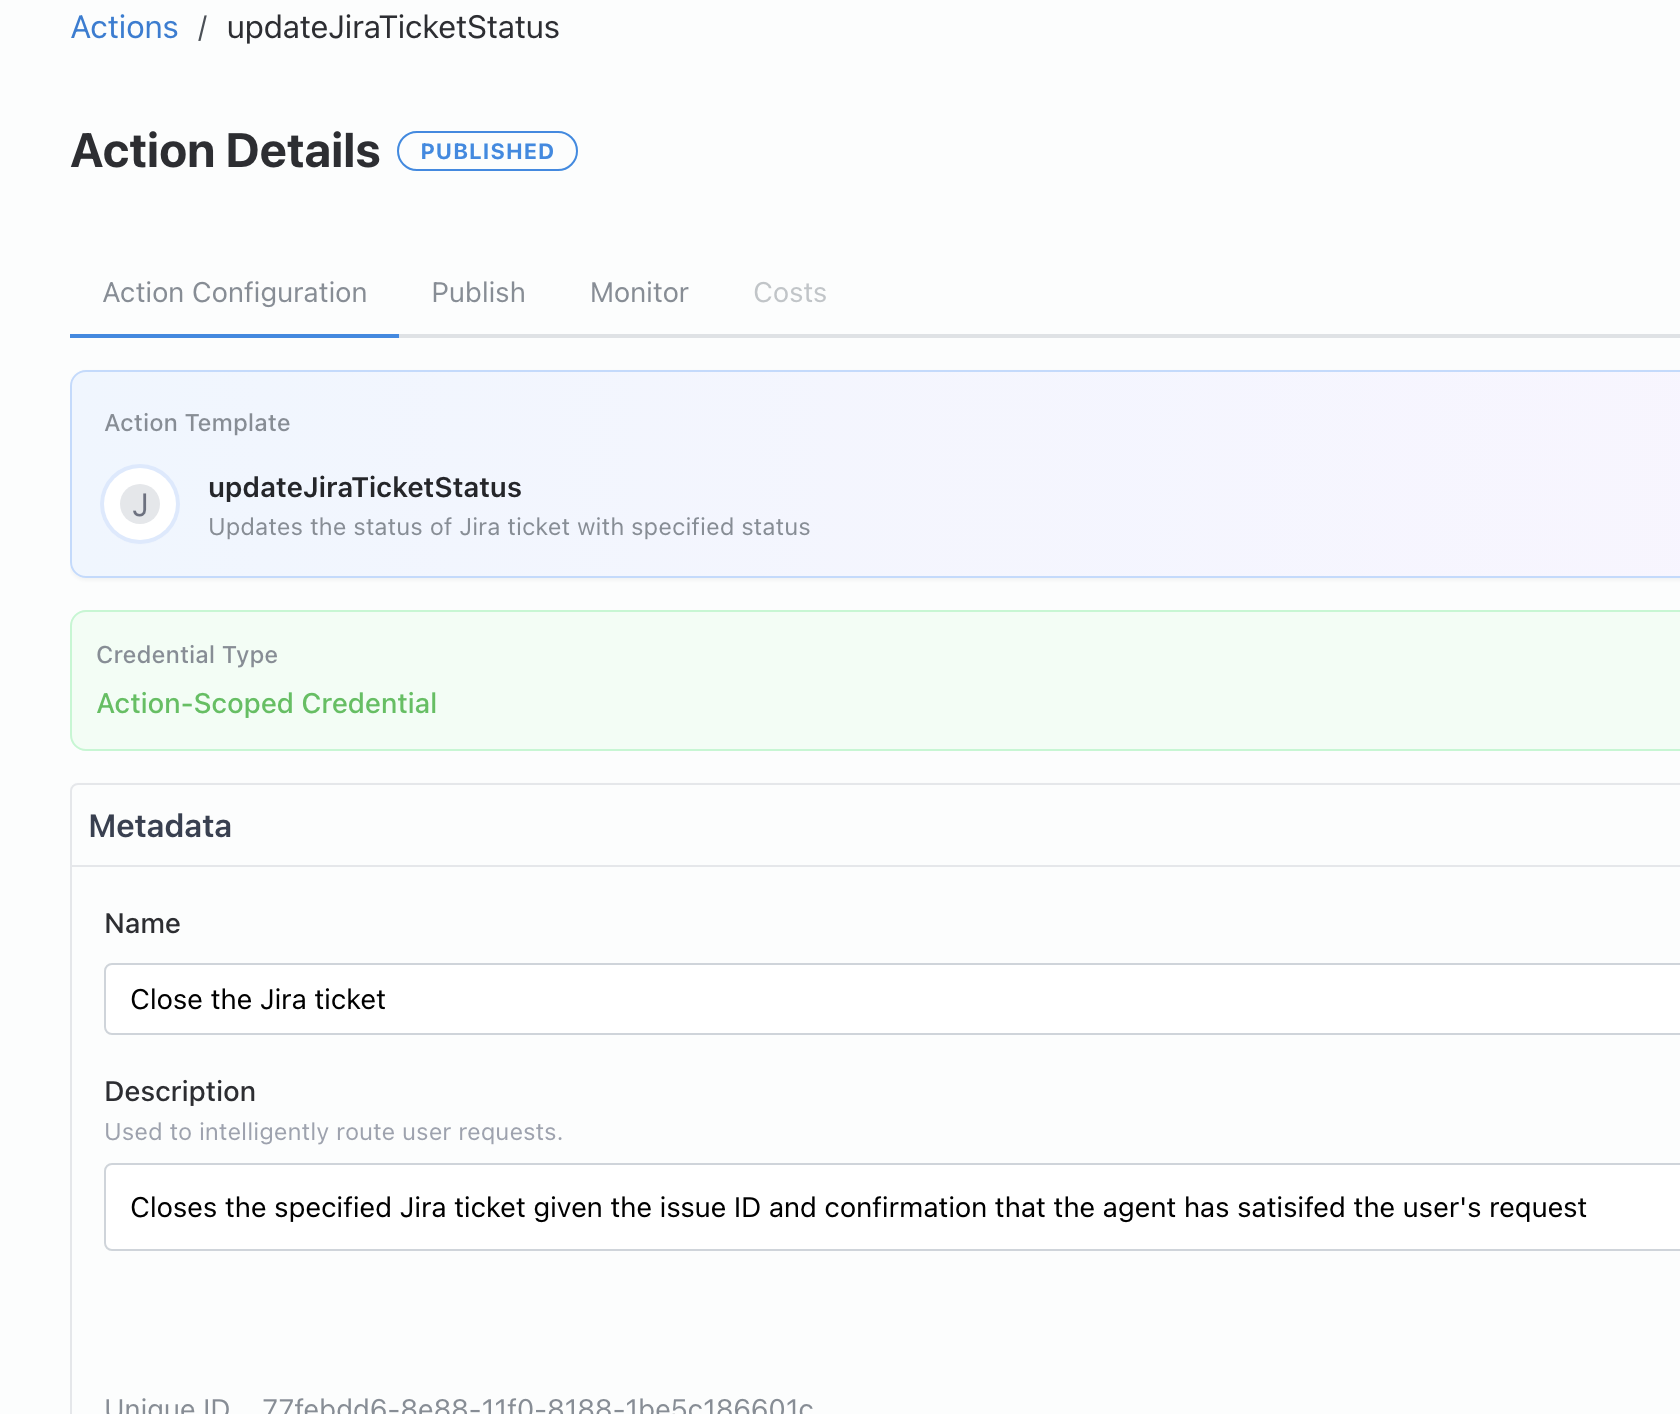 Actions / updateJiraTicketStatus
Action Details PUBLISHED
Action Configuration Publish Monitor Costs
Action Template
J
updateJiraTicketStatus
Updates the status of Jira ticket with specified status
Credential Type
Action-Scoped Credential
Metadata
Name
Close the Jira ticket
Description
Used to intelligently route user requests.
Closes the specified Jira ticket given the issue ID and confirmation that the agent has satisifed the user's request
Unique ID 77febdd6-8e88-11f0-8188-1be5c186601c